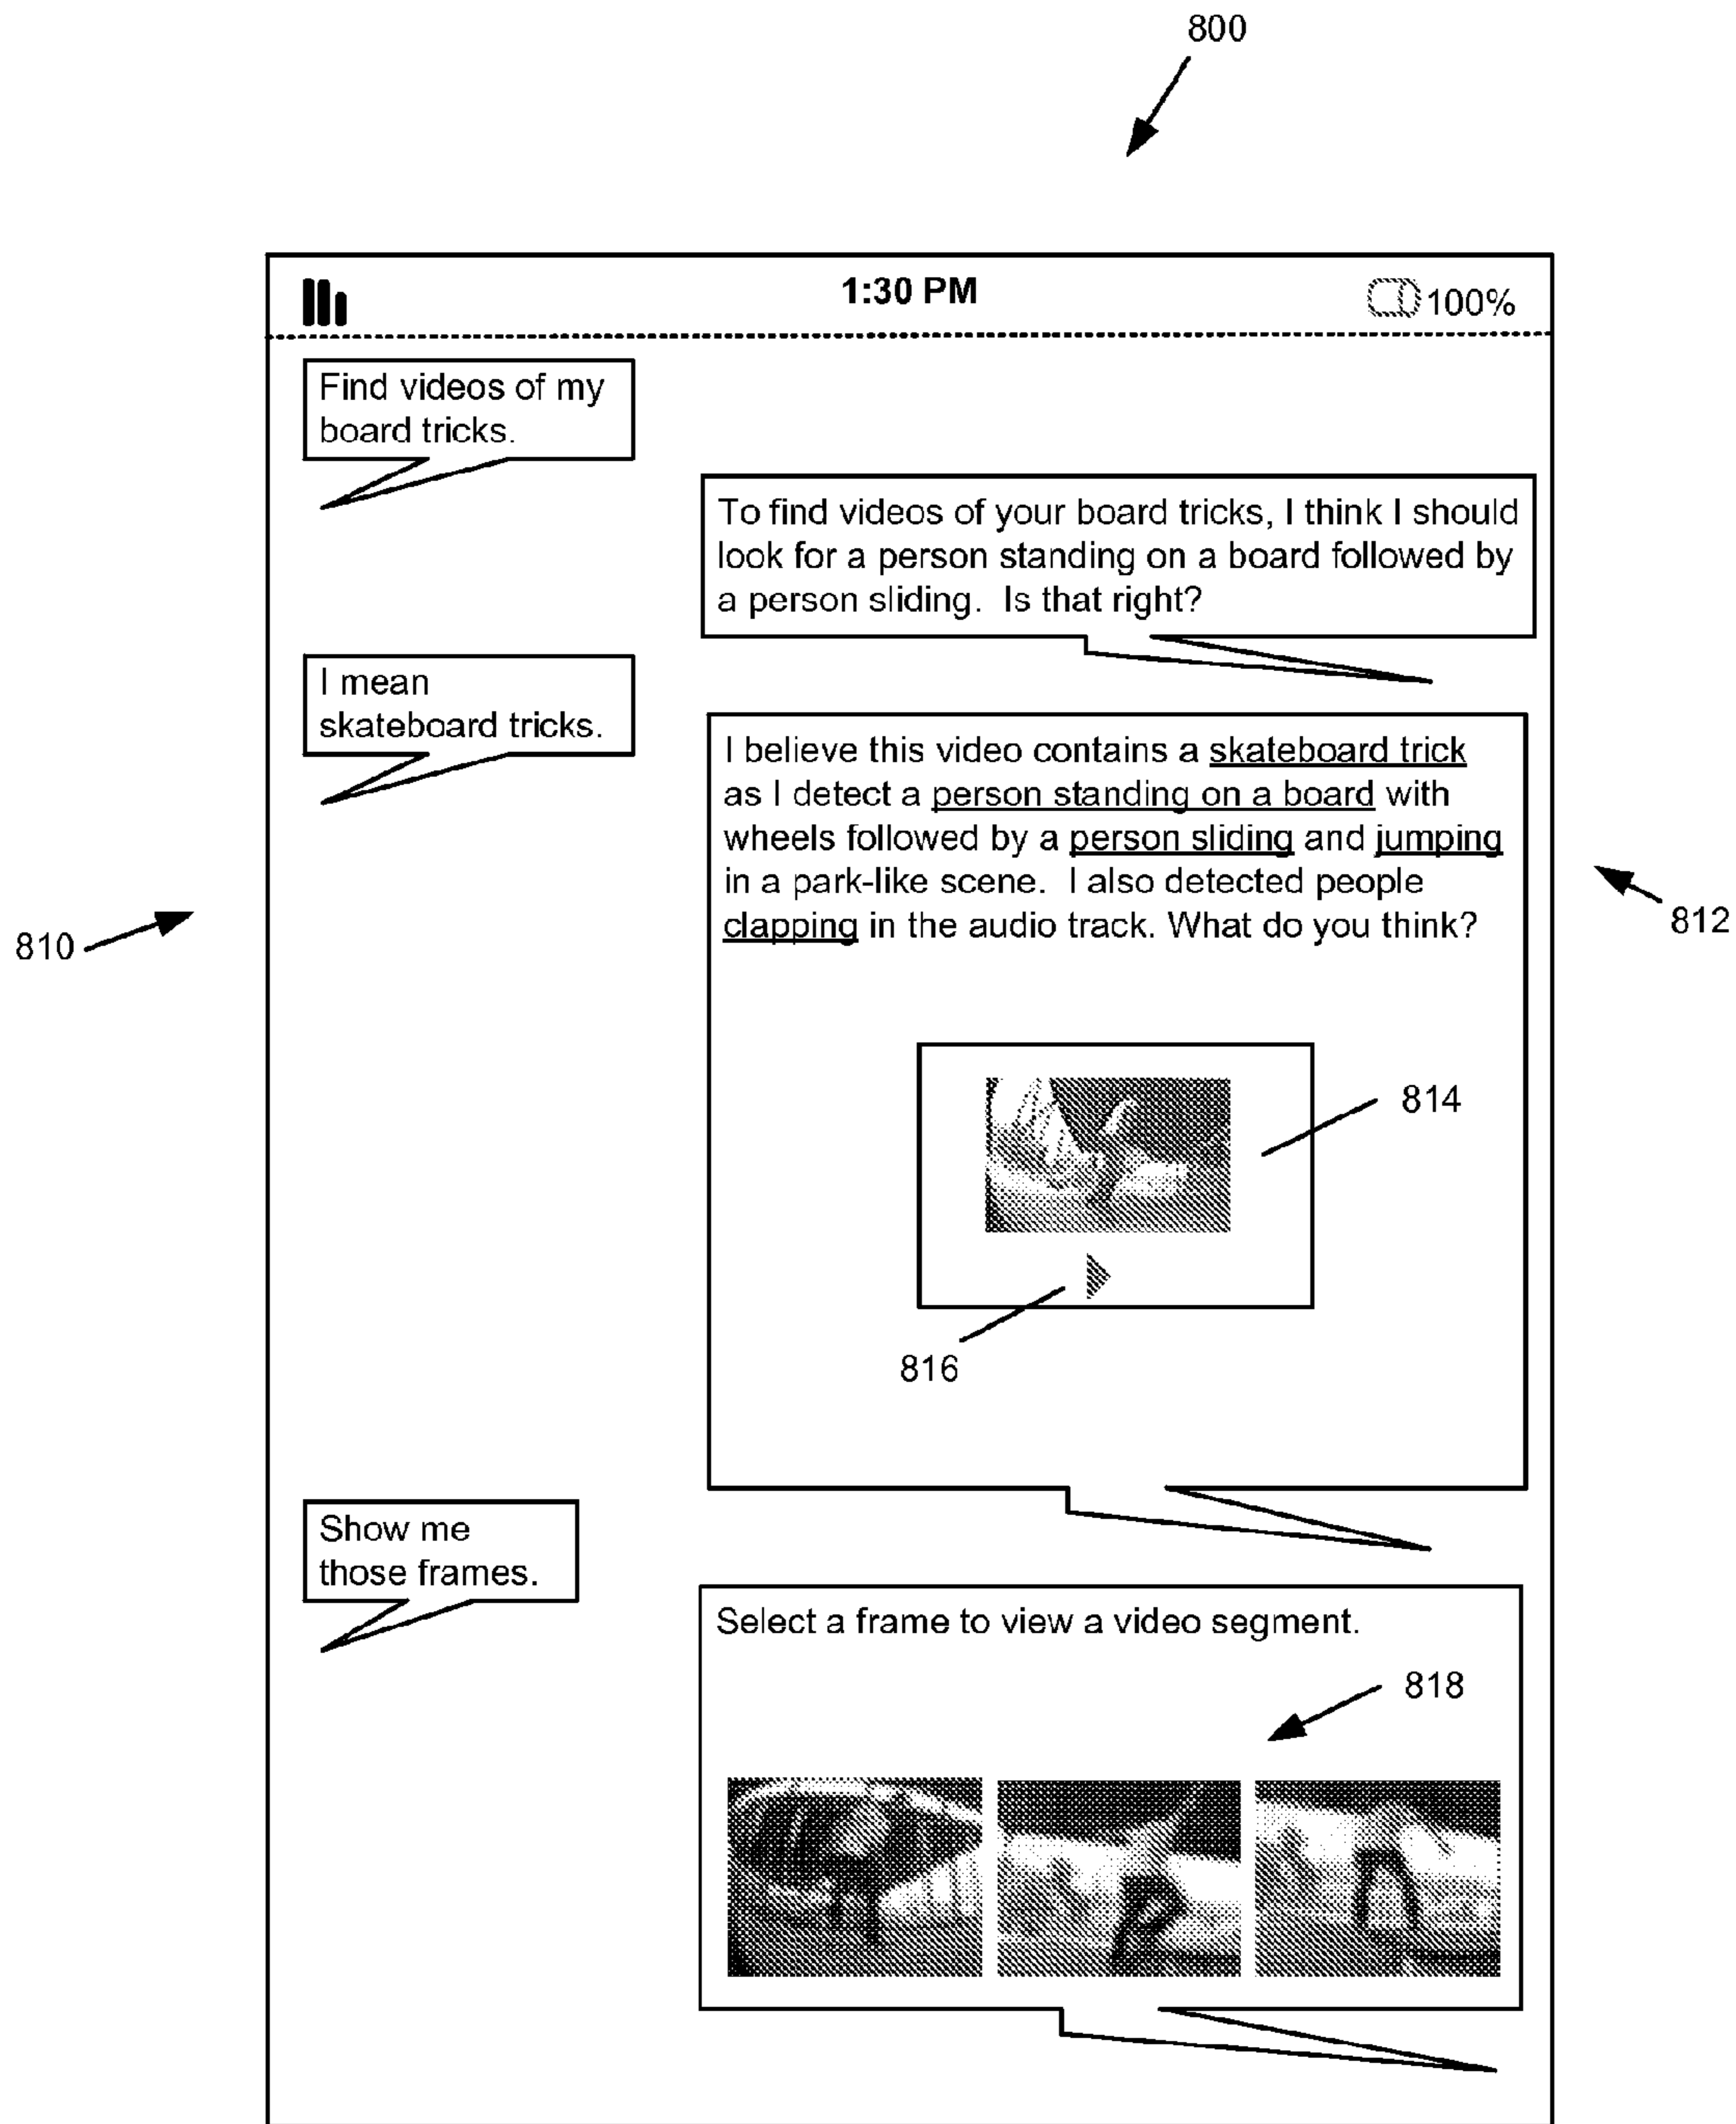 800
1:30 PM
100%
Find videos of my
board tricks.
To find videos of your board tricks, I think I should
look for a person standing on a board followed by
a person sliding.  Is that right?
I mean
skateboard tricks.
I believe this video contains a skateboard trick
as I detect a person standing on a board with
wheels followed by a person sliding and jumping
in a park-like scene.  I also detected people
clapping in the audio track. What do you think?
810
812
814
816
Show me
those frames.
Select a frame to view a video segment.
818